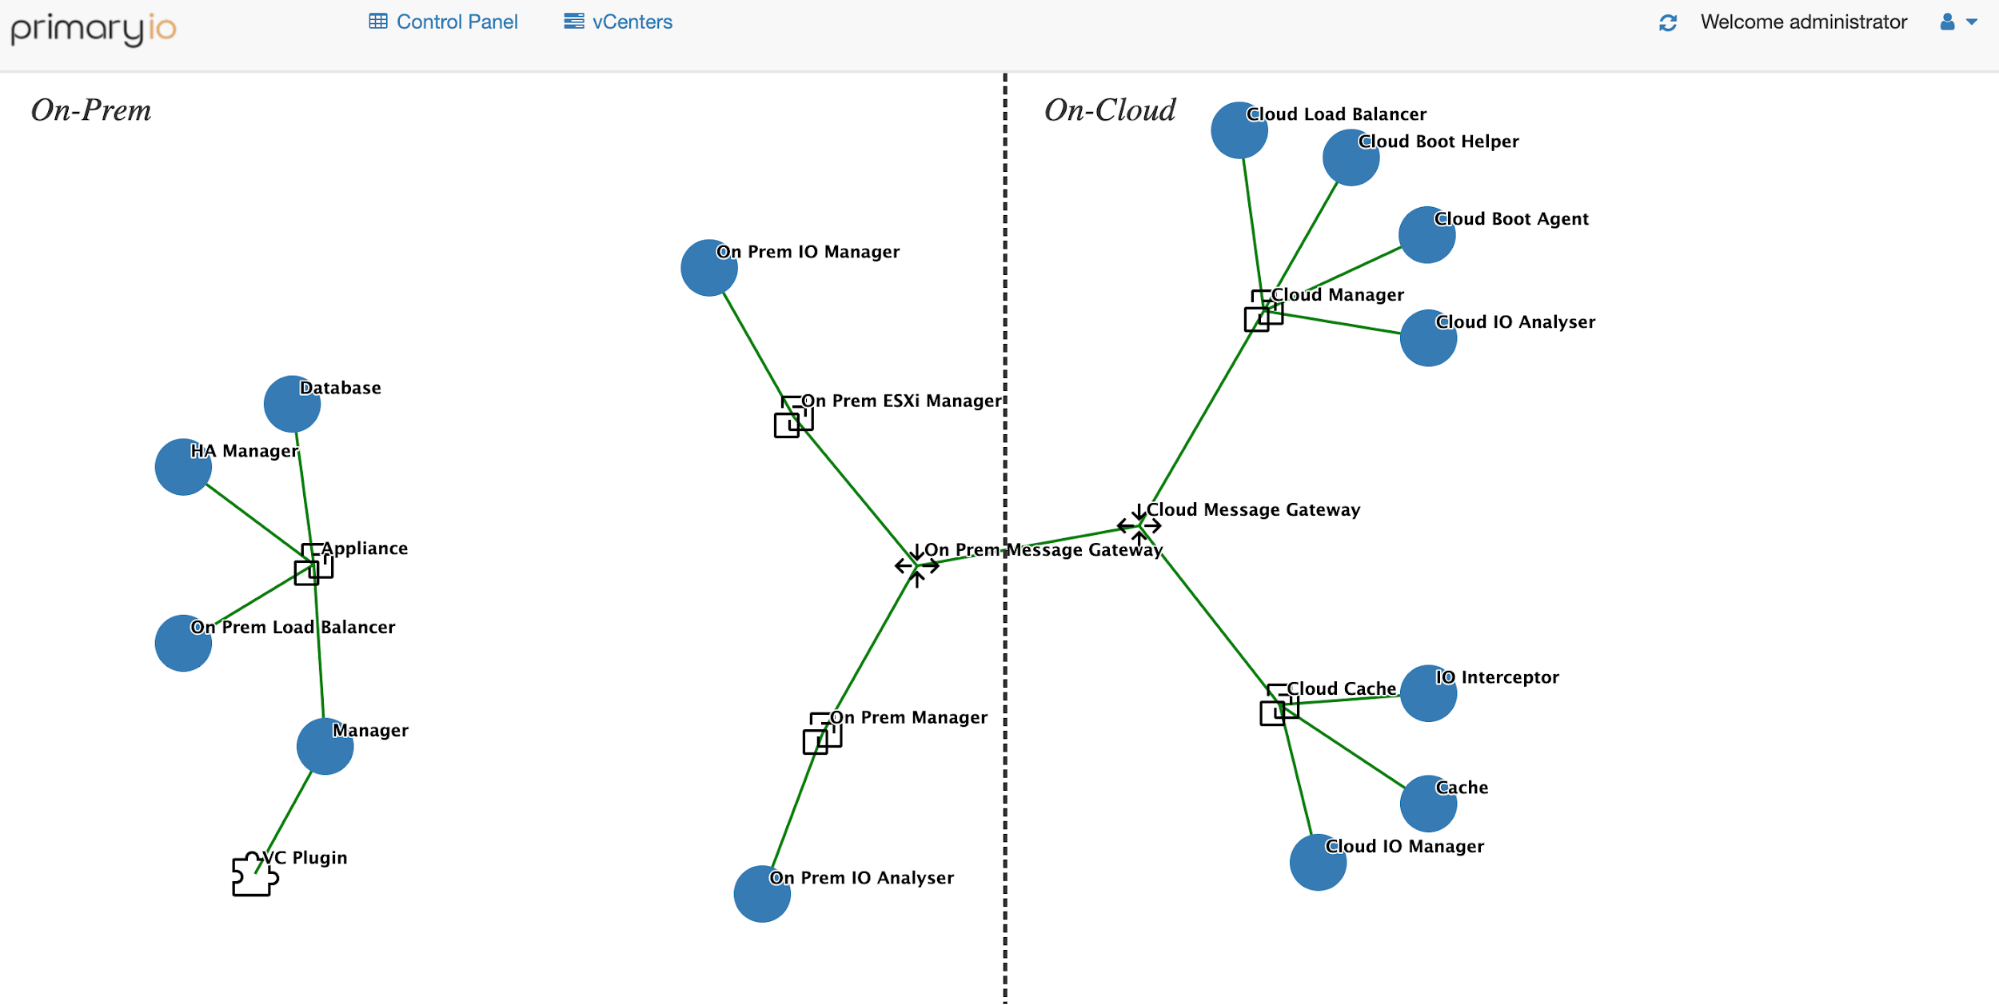 primaryio
Control Panel
vCenters
Welcome administrator
On-Prem
On-Cloud
Cloud Load Balancer
Cloud Boot Helper
Cloud Boot Agent
On Prem IO Manager
Cloud Manager
Cloud IO Analyser
Database
On Prem ESXi Manager
HA Manager
Cloud Message Gateway
Appliance
On Prem Message Gateway
On Prem Load Balancer
IO Interceptor
Cloud Cache
On Prem Manager
Manager
Cache
Cloud IO Manager
VC Plugin
On Prem IO Analyser